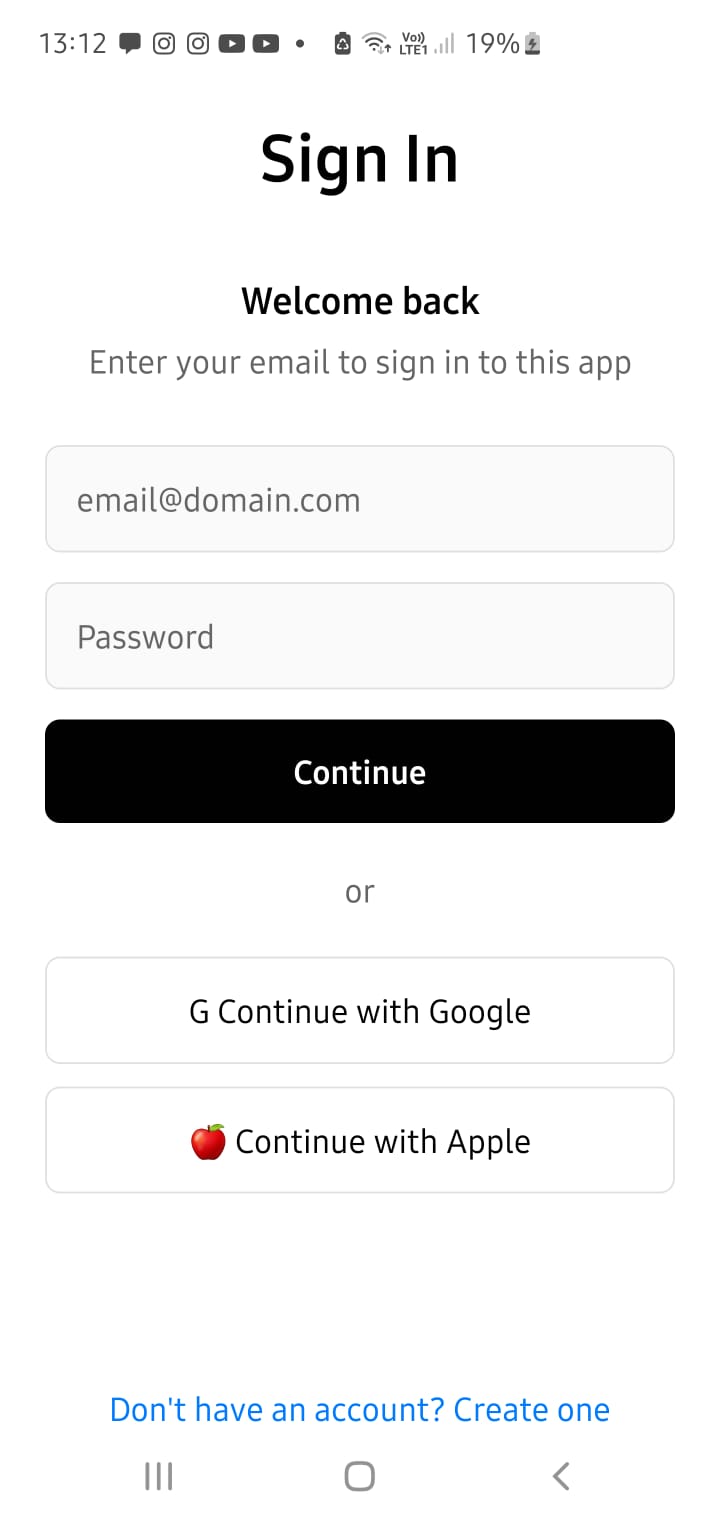 13:12 Vo)) LTE1 19%
Sign In
Welcome back
Enter your email to sign in to this app
email@domain.com
Password
Continue
or
G Continue with Google
🍎 Continue with Apple
Don't have an account? Create one